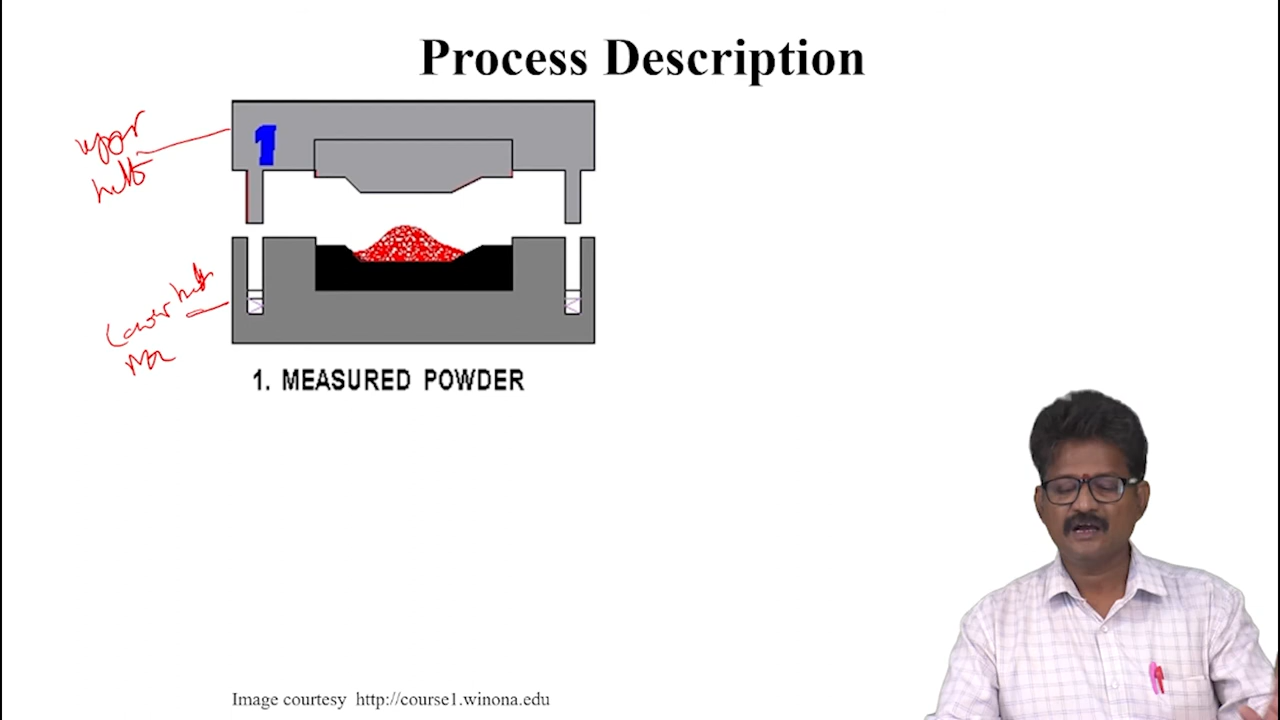 Process Description
upper
half
1
Lower half
1. MEASURED POWDER
Image courtesy http://course1.winona.edu